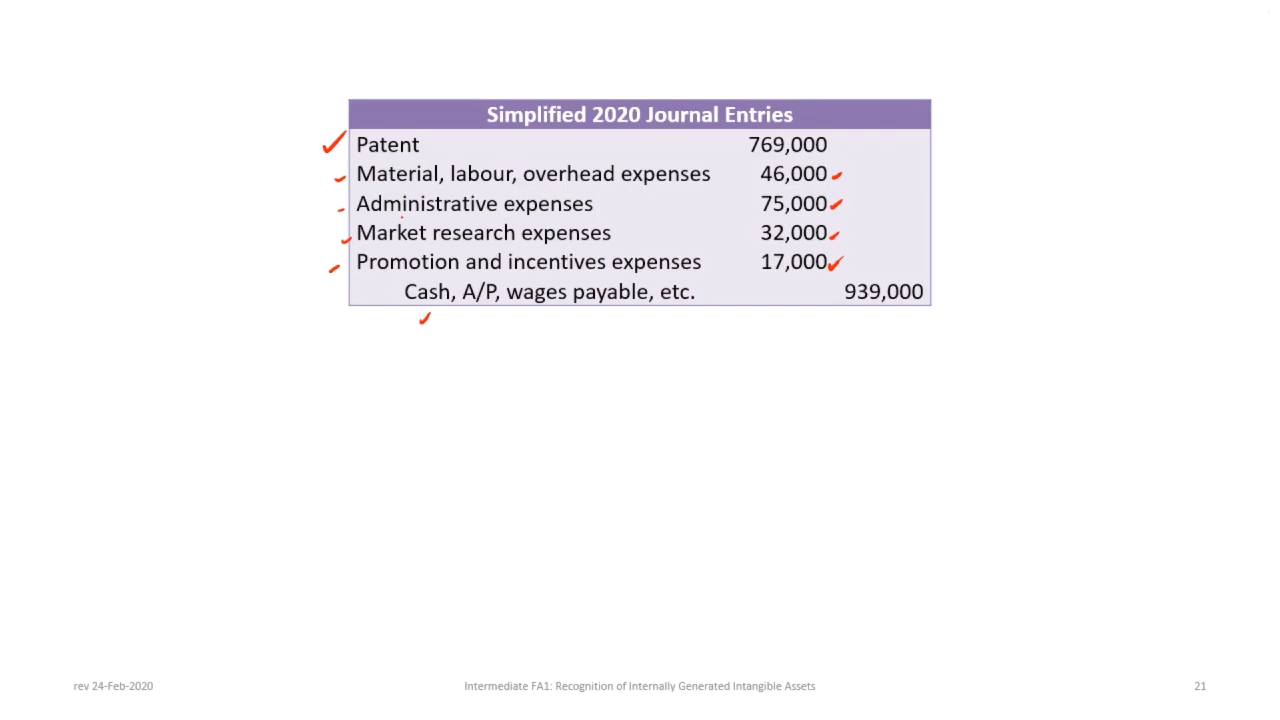 Simplified 2020 Journal Entries
Patent 769,000
Material, labour, overhead expenses 46,000
Administrative expenses 75,000
Market research expenses 32,000
Promotion and incentives expenses 17,000
Cash, A/P, wages payable, etc. 939,000
rev 24-Feb-2020 Intermediate FA1: Recognition of Internally Generated Intangible Assets 21